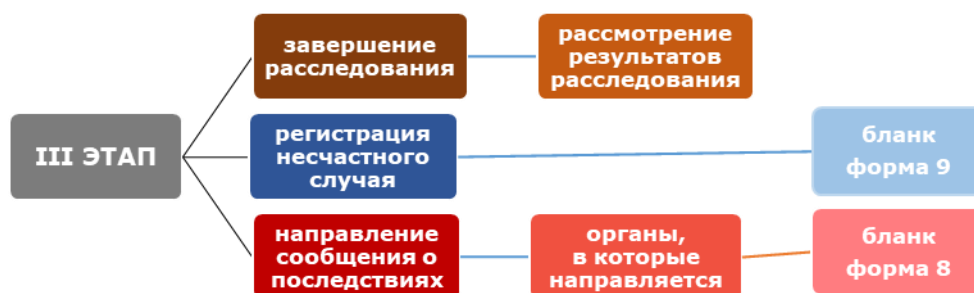 III ЭТАП
завершение
расследования
рассмотрение
результатов
расследования
регистрация
несчастного
случая
бланк
форма 9
направление
сообщения о
последствиях
органы,
в которые
направляется
бланк
форма 8